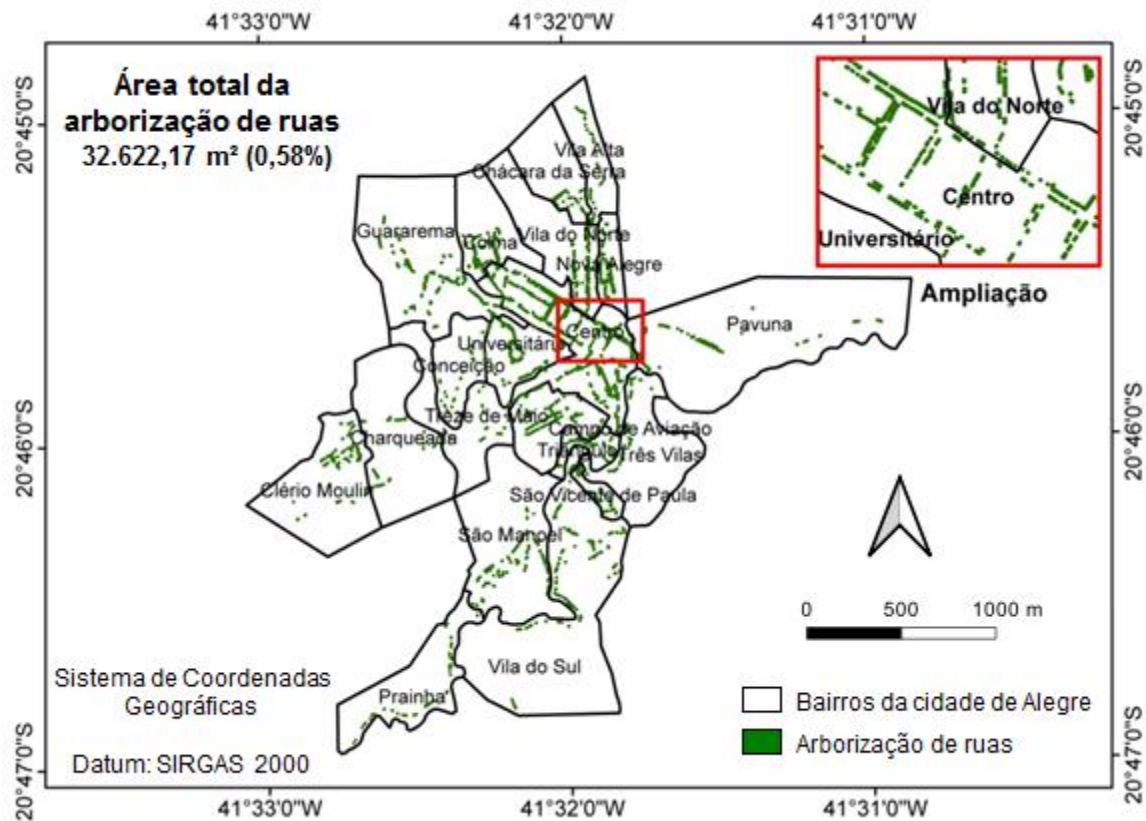 41°33'0"W
41°32'0"W
41°31'0"W
20°45'0"S
20°45'0"S
Área total da
arborização de ruas
32.622,17 m² (0,58%)
Vila do Norte
Centro
Universitário
Ampliação
Vila Alta
Chácara da Serra
Guararema
Colina
Vila do Norte
Nova Alegre
Pavuna
Centro
Universitário
Conceição
Treze de Maio
Campo de Aviação
Charqueada
Triângulo
Três Vilas
20°46'0"S
20°46'0"S
Clério Moulin
São Vicente de Paula
São Manoel
0 500 1000 m
Vila do Sul
Prainha
Sistema de Coordenadas
Geográficas
Datum: SIRGAS 2000
Bairros da cidade de Alegre
Arborização de ruas
20°47'0"S
20°47'0"S
41°33'0"W
41°32'0"W
41°31'0"W